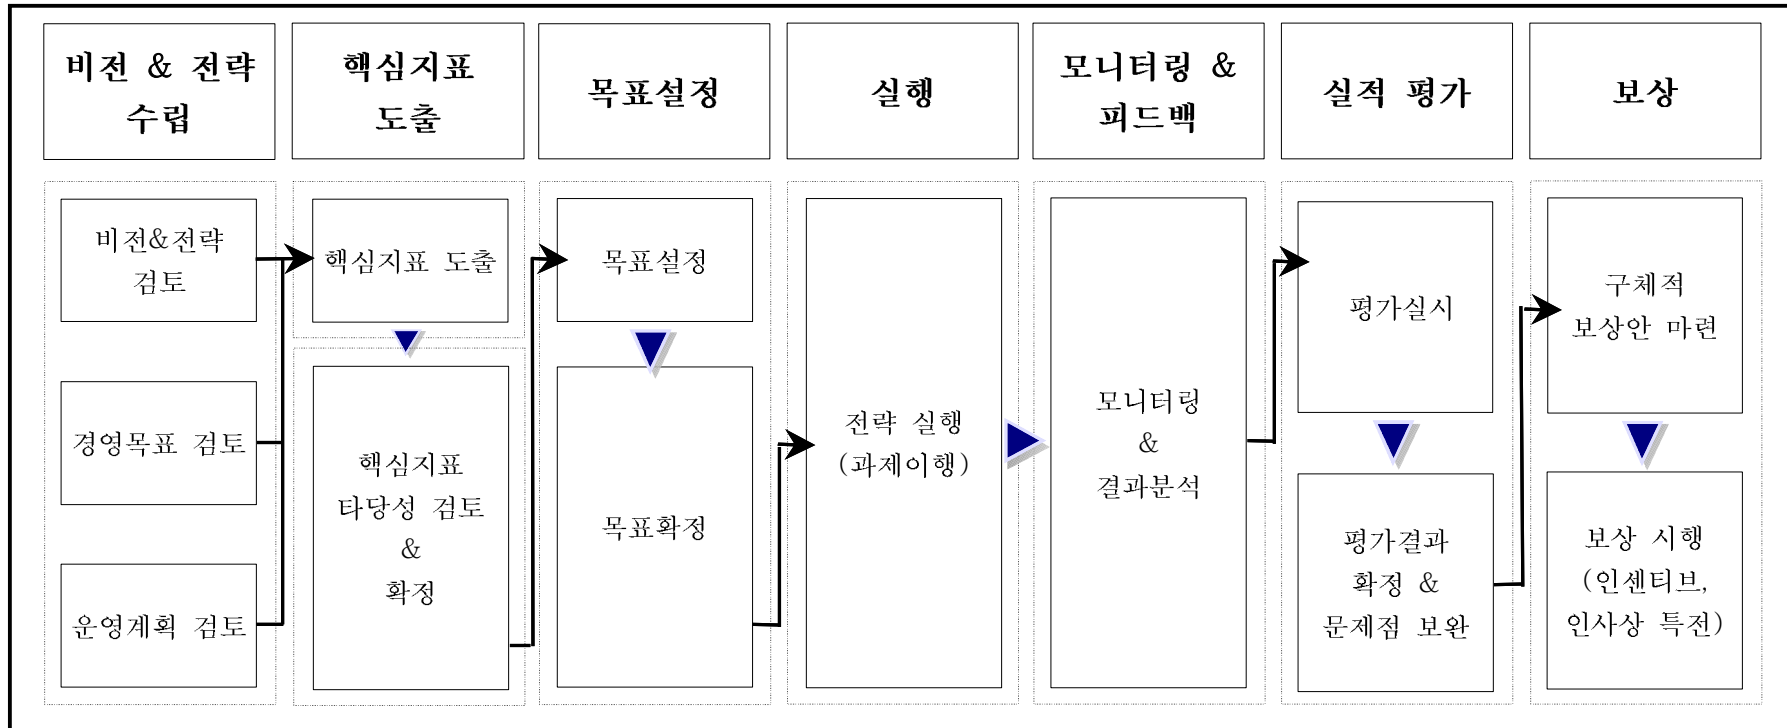 비전 & 전략
수립
핵심지표
도출
목표설정
실행
모니터링 &
피드백
실적 평가
보상
비전&전략
검토
경영목표 검토
운영계획 검토
핵심지표 도출
핵심지표
타당성 검토
&
확정
목표설정
목표확정
전략 실행
(과제이행)
모니터링
&
결과분석
평가실시
평가결과
확정 &
문제점 보완
구체적
보상안 마련
보상 시행
(인센티브,
인사상 특전)